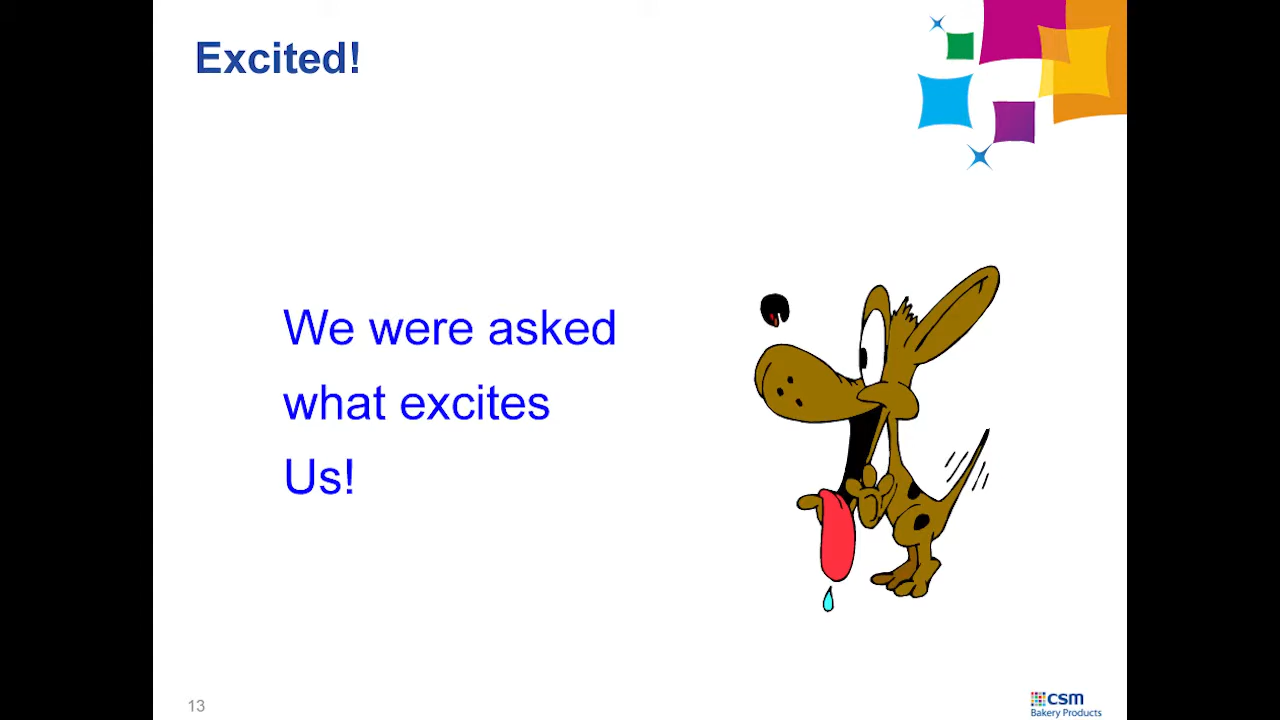 Excited!
We were asked
what excites
Us!
13
csm
Bakery Products